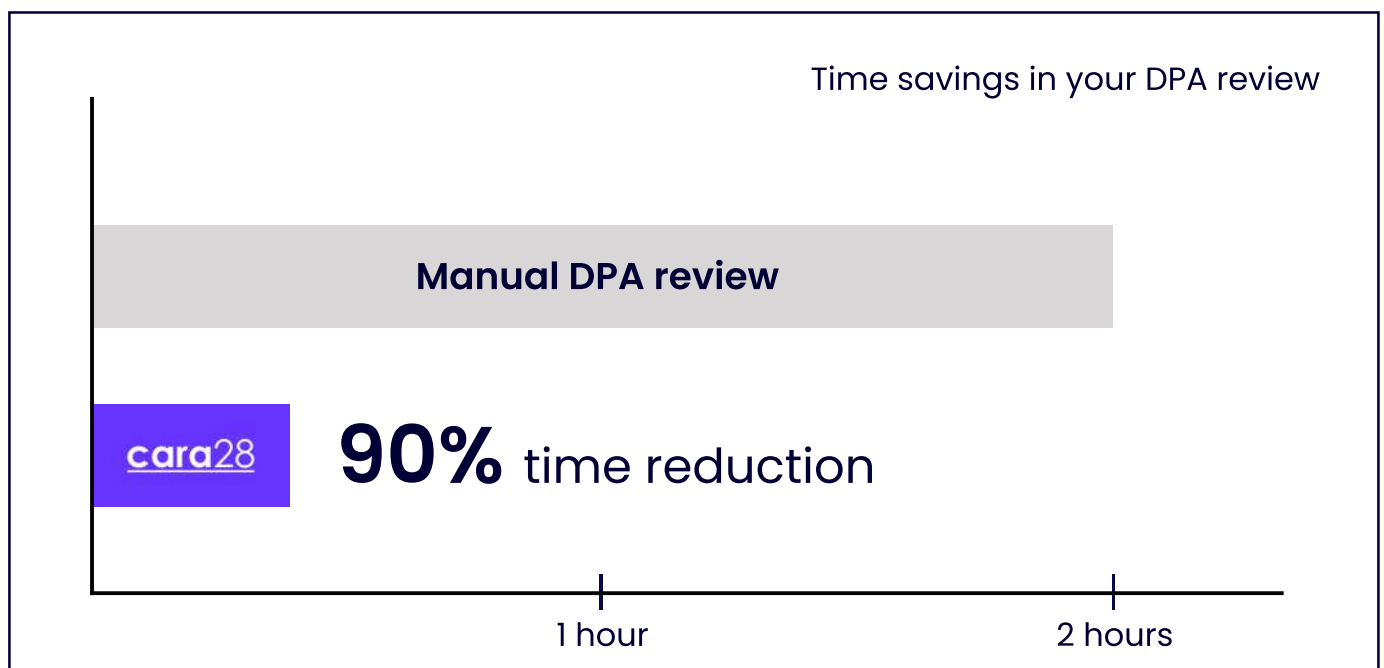 Time savings in your DPA review
Manual DPA review
cara28
90% time reduction
1 hour
2 hours